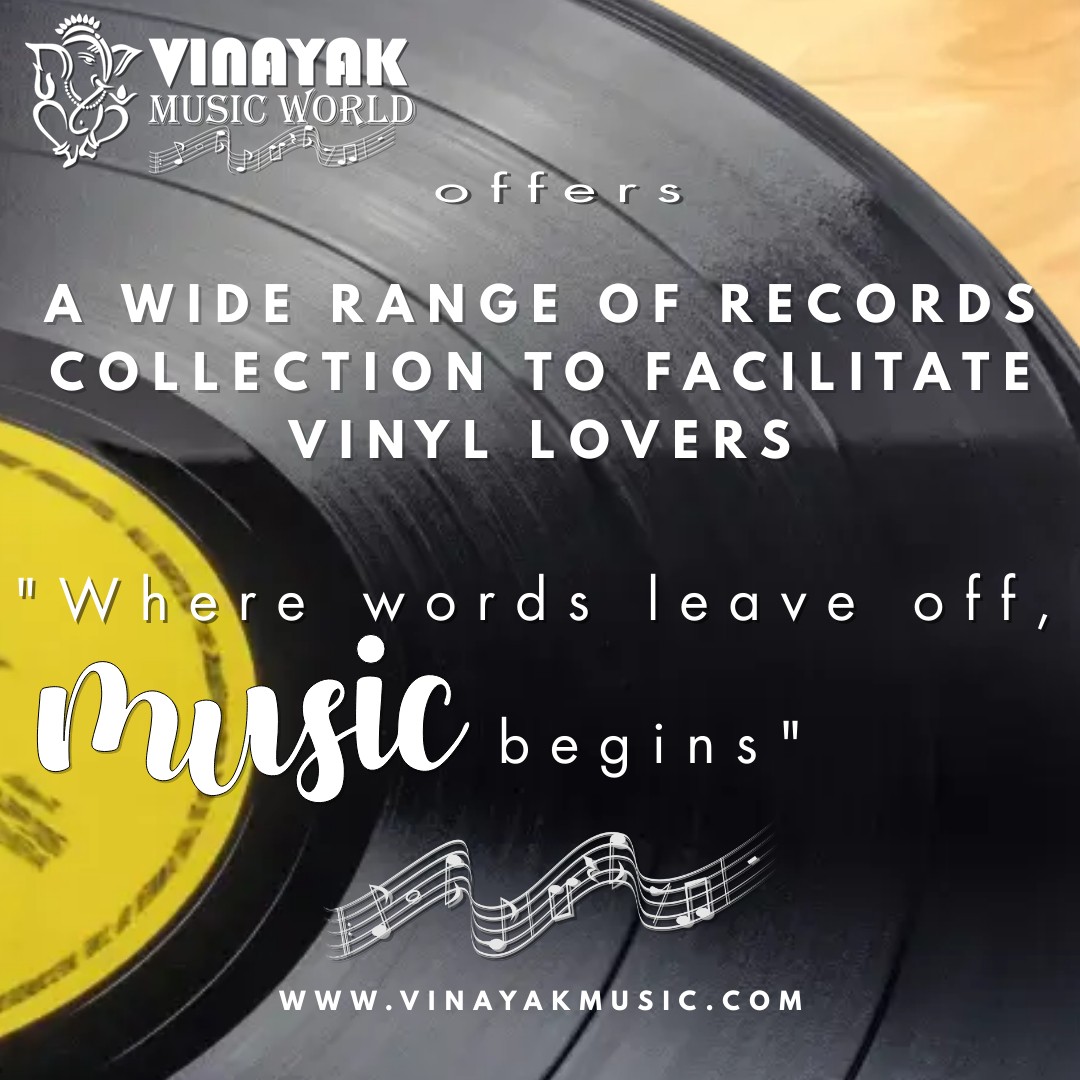 VINAYAK
MUSIC WORLD
offers
A WIDE RANGE OF RECORDS
COLLECTION TO FACILITATE
VINYL LOVERS
"Where words leave off,
music begins"
WWW.VINAYAKMUSIC.COM